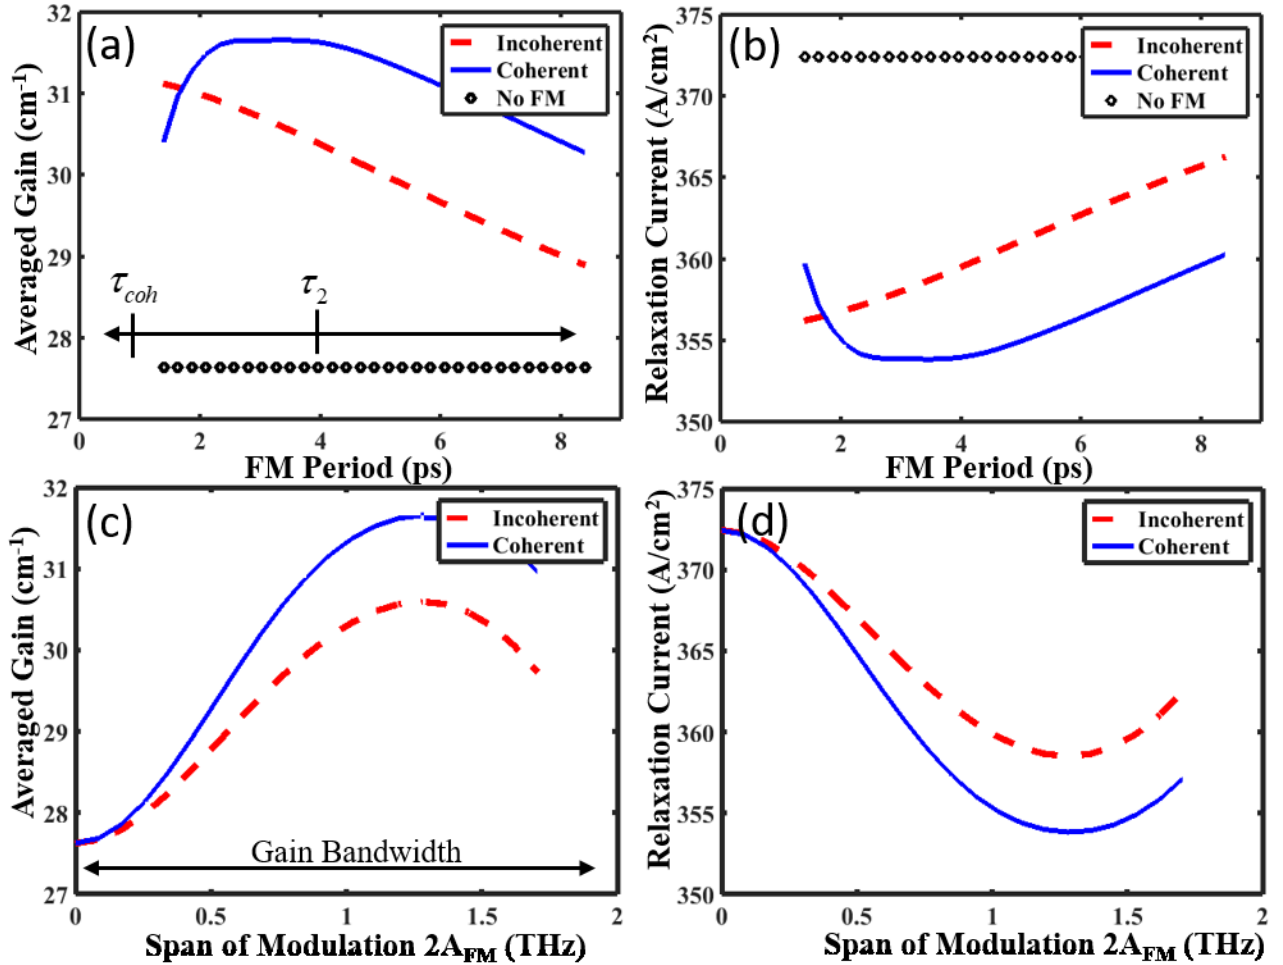 (a)
Incoherent
Coherent
No FM
Averaged Gain (cm⁻¹)
32
31
30
29
28
27
τcoh
τ2
0 2 4 6 8
FM Period (ps)
(b)
Incoherent
Coherent
No FM
Relaxation Current (A/cm²)
375
370
365
360
355
350
0 2 4 6 8
FM Period (ps)
(c)
Incoherent
Coherent
Averaged Gain (cm⁻¹)
32
31
30
29
28
27
Gain Bandwidth
0 0.5 1 1.5 2
Span of Modulation 2AFM (THz)
(d)
Incoherent
Coherent
Relaxation Current (A/cm²)
375
370
365
360
355
350
0 0.5 1 1.5 2
Span of Modulation 2AFM (THz)